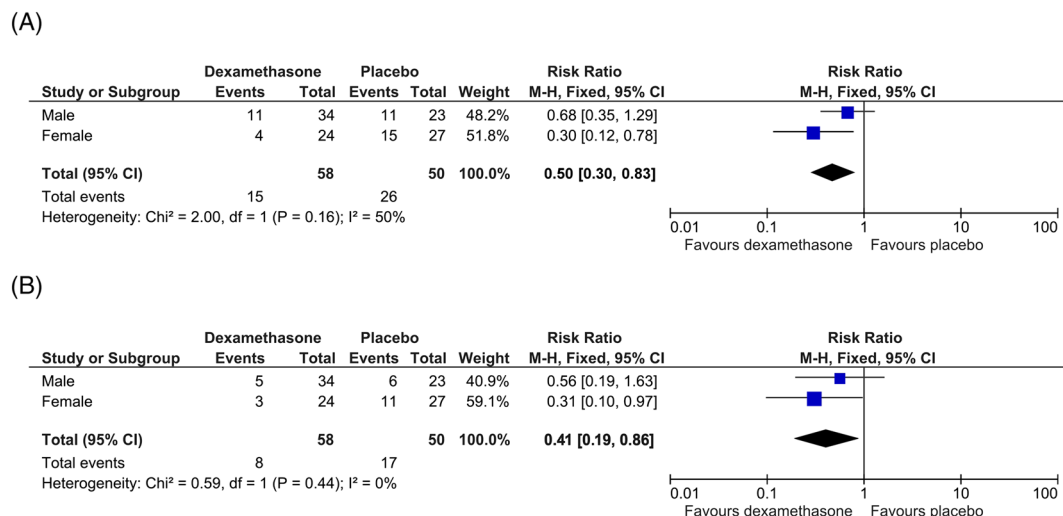 (A)
Dexamethasone Placebo Risk Ratio Risk Ratio
Study or Subgroup Events Total Events Total Weight M-H, Fixed, 95% CI M-H, Fixed, 95% CI
Male 11 34 11 23 48.2% 0.68 [0.35, 1.29]
Female 4 24 15 27 51.8% 0.30 [0.12, 0.78]
Total (95% CI) 58 50 100.0% 0.50 [0.30, 0.83]
Total events 15 26
Heterogeneity: Chi² = 2.00, df = 1 (P = 0.16); I² = 50%
0.01 0.1 1 10 100
Favours dexamethasone Favours placebo
(B)
Dexamethasone Placebo Risk Ratio Risk Ratio
Study or Subgroup Events Total Events Total Weight M-H, Fixed, 95% CI M-H, Fixed, 95% CI
Male 5 34 6 23 40.9% 0.56 [0.19, 1.63]
Female 3 24 11 27 59.1% 0.31 [0.10, 0.97]
Total (95% CI) 58 50 100.0% 0.41 [0.19, 0.86]
Total events 8 17
Heterogeneity: Chi² = 0.59, df = 1 (P = 0.44); I² = 0%
0.01 0.1 1 10 100
Favours dexamethasone Favours placebo